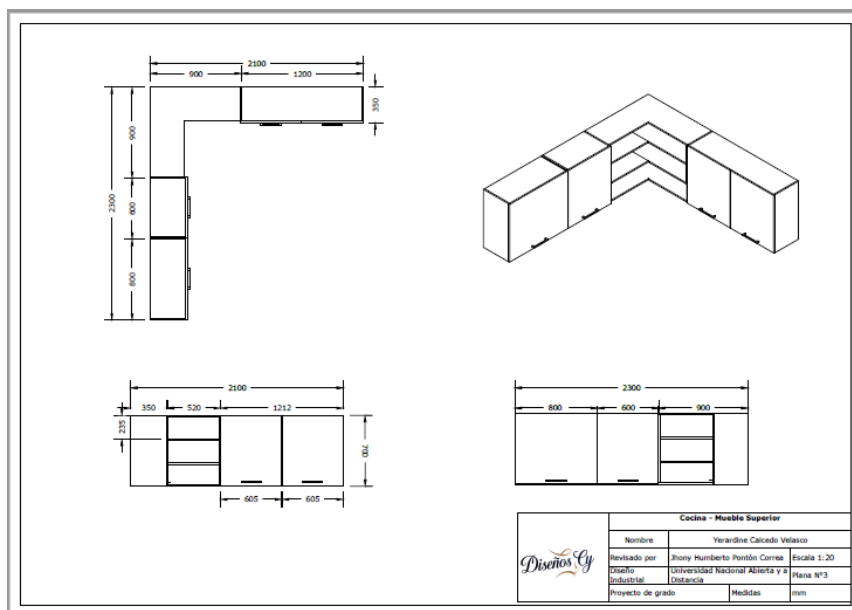 2100
900
1200
350
900
2300
600
800
2100
350
520
1212
235
700
605
605
2300
800
600
900
Cocina - Mueble Superior
Nombre
Yerardine Caicedo Velasco
Diseños Cy
Revisado por
Jhony Humberto Pontón Correa
Escala 1:20
Diseño
Industrial
Universidad Nacional Abierta y a
Distancia
Plana N°3
Proyecto de grado
Medidas
mm